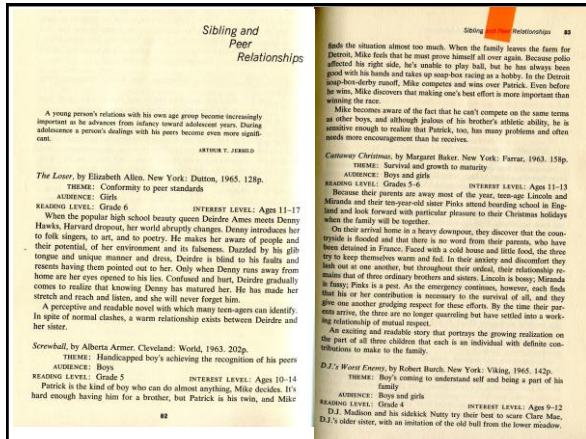 Sibling and
Peer
Relationships
A young person's relations with his own age group become increasingly
important as he advances from infancy toward adolescent years. During
adolescence a person's dealings with his peers become even more signifi-
cant.
ARTHUR T. JERSILD
The Loser, by Elizabeth Allen. New York: Dutton, 1965. 128p.
THEME: Conformity to peer standards
AUDIENCE: Girls
READING LEVEL: Grade 6 INTEREST LEVEL: Ages 11–17
When the popular high school beauty queen Deirdre Ames meets Denny
Hawks, Harvard dropout, her world abruptly changes. Denny introduces her
to folk singers, to art, and to poetry. He makes her aware of people and
their potential, of her environment and its falseness. Dazzled by his glib
tongue and unique manner and dress, Deirdre is blind to his faults and
resents having them pointed out to her. Only when Denny runs away from
home are her eyes opened to his lies. Confused and hurt, Deirdre gradually
comes to realize that knowing Denny has matured her. He has made her
stretch and reach and listen, and she will never forget him.
A perceptive and readable novel with which many teen-agers can identify.
In spite of normal clashes, a warm relationship exists between Deirdre and
her sister.
Screwball, by Alberta Armer. Cleveland: World, 1963. 202p.
THEME: Handicapped boy's achieving the recognition of his peers
AUDIENCE: Boys
READING LEVEL: Grade 5 INTEREST LEVEL: Ages 10–14
Patrick is the kind of boy who can do almost anything, Mike decides. It's
hard enough having him for a brother, but Patrick is his twin, and Mike
82
Sibling and Peer Relationships 83
finds the situation almost too much. When the family leaves the farm for
Detroit, Mike feels that he must prove himself all over again. Because polio
affected his right side, he's unable to play ball, but he has always been
good with his hands and takes up soap-box racing as a hobby. In the Detroit
soap-box-derby runoff, Mike competes and wins over Patrick. Even before
he wins, Mike discovers that making one's best effort is more important than
winning the race.
Mike becomes aware of the fact that he can't compete on the same terms
as other boys, and although jealous of his brother's athletic ability, he is
sensitive enough to realize that Patrick, too, has many problems and often
needs more encouragement than he receives.
Castaway Christmas, by Margaret Baker. New York: Farrar, 1963. 158p.
THEME: Survival and growth to maturity
AUDIENCE: Boys and girls
READING LEVEL: Grades 5–6 INTEREST LEVEL: Ages 11–13
Because their parents are away most of the year, teen-age Lincoln and
Miranda and their ten-year-old sister Pinks attend boarding school in Eng-
land and look forward with particular pleasure to their Christmas holidays
when the family will be together.
On their arrival home in a heavy downpour, they discover that the coun-
tryside is flooded and that there is no word from their parents, who have
been detained in France. Faced with a cold house and little food, the three
try to keep themselves warm and fed. In their anxiety and discomfort they
lash out at one another, but throughout their ordeal, their relationship re-
mains that of three ordinary brothers and sisters. Lincoln is bossy; Miranda
is fussy; Pinks is a pest. As the emergency continues, however, each finds
that his or her contribution is necessary to the survival of all, and they
give one another grudging respect for these efforts. By the time their par-
ents arrive, the three are no longer quarreling but have settled into a work-
ing relationship of mutual respect.
An exciting and readable story that portrays the growing realization on
the part of all three children that each is an individual with definite con-
tributions to make to the family.
D.J.'s Worst Enemy, by Robert Burch. New York: Viking, 1965. 142p.
THEME: Boy's coming to understand self and being a part of his
family
AUDIENCE: Boys and girls
READING LEVEL: Grade 4 INTEREST LEVEL: Ages 9–12
D.J. Madison and his sidekick Nutty try their best to scare Clare Mae,
D.J.'s older sister, with an imitation of the old bull from the lower meadow.